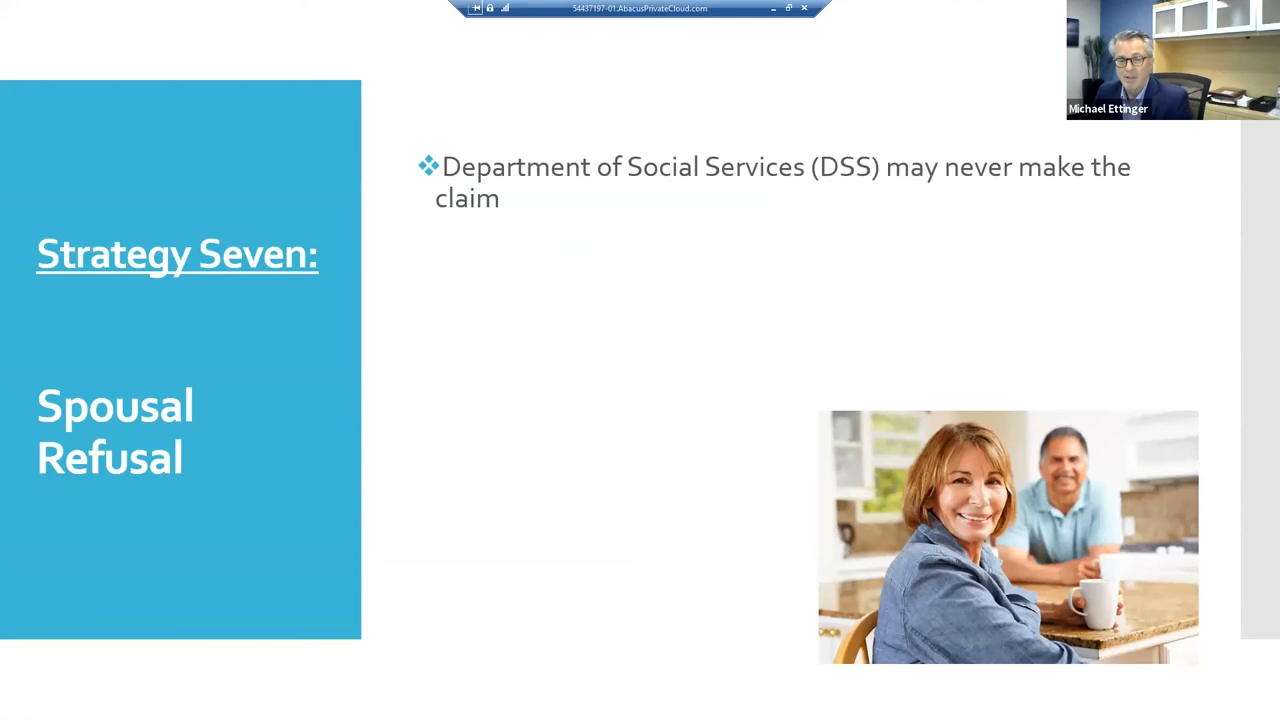 54437197-01.AbacusPrivateCloud.com
Michael Ettinger
Strategy Seven:
Spousal
Refusal
❖Department of Social Services (DSS) may never make the
claim